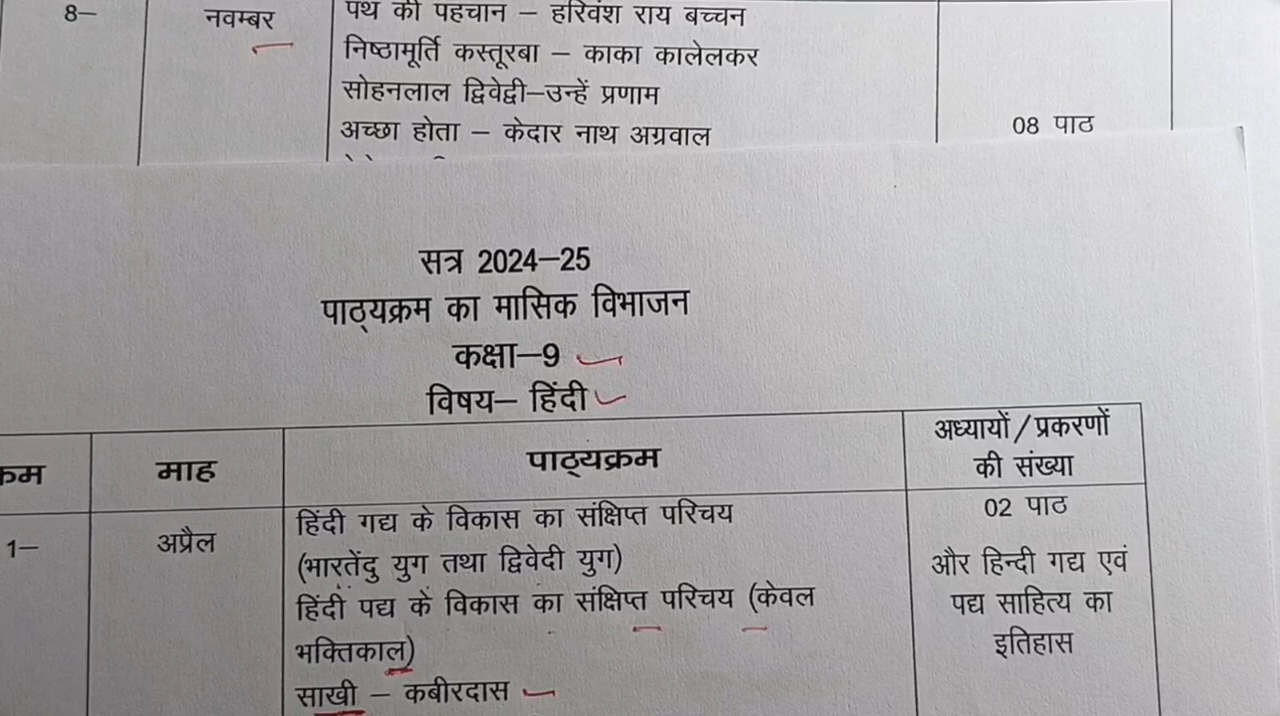 8– नवम्बर पथ की पहचान – हरिवंश राय बच्चन
निष्ठामूर्ति कस्तूरबा – काका कालेलकर
सोहनलाल द्विवेद्वी–उन्हें प्रणाम
अच्छा होता – केदार नाथ अग्रवाल 08 पाठ
सत्र 2024–25
पाठ्यक्रम का मासिक विभाजन
कक्षा–9
विषय– हिंदी
माह पाठ्यक्रम अध्यायों/प्रकरणों की संख्या
1– अप्रैल हिंदी गद्य के विकास का संक्षिप्त परिचय 02 पाठ
(भारतेंदु युग तथा द्विवेदी युग) और हिन्दी गद्य एवं
हिंदी पद्य के विकास का संक्षिप्त परिचय (केवल पद्य साहित्य का
भक्तिकाल) इतिहास
साखी – कबीरदास